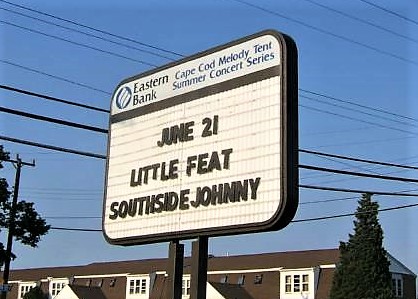 Eastern Bank
Cape Cod Melody Tent
Summer Concert Series
JUNE 21
LITTLE FEAT
SOUTHSIDE JOHNNY